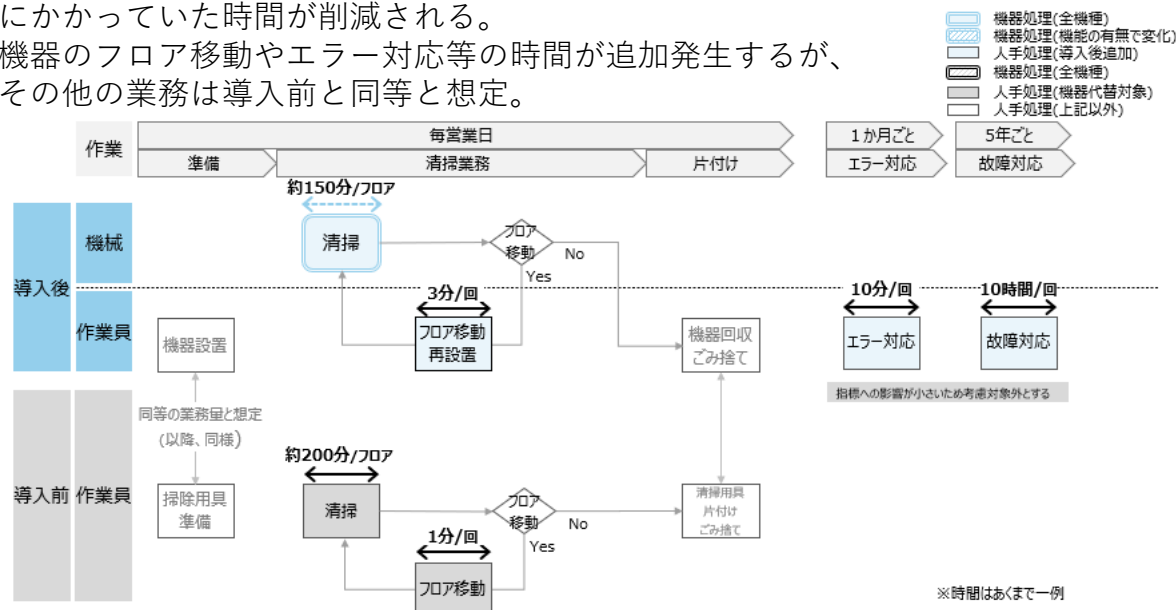 にかかっていた時間が削減される。
機器のフロア移動やエラー対応等の時間が追加発生するが、
その他の業務は導入前と同等と想定。
機器処理(全機種)
機器処理(機能の有無で変化)
人手処理(導入後追加)
機器処理(全機種)
人手処理(機器代替対象)
人手処理(上記以外)
作業
毎営業日
1か月ごと
5年ごと
準備
清掃業務
片付け
エラー対応
故障対応
約150分/フロア
導入後
機械
清掃
フロア
移動
No
Yes
作業員
機器設置
3分/回
フロア移動
再設置
機器回収
ごみ捨て
10分/回
エラー対応
10時間/回
故障対応
指標への影響が小さいため考慮対象外とする
同等の業務量と想定
(以降、同様)
導入前
作業員
掃除用具
準備
約200分/フロア
清掃
フロア
移動
No
Yes
1分/回
フロア移動
清掃用具
片付け
ごみ捨て
※時間はあくまで一例